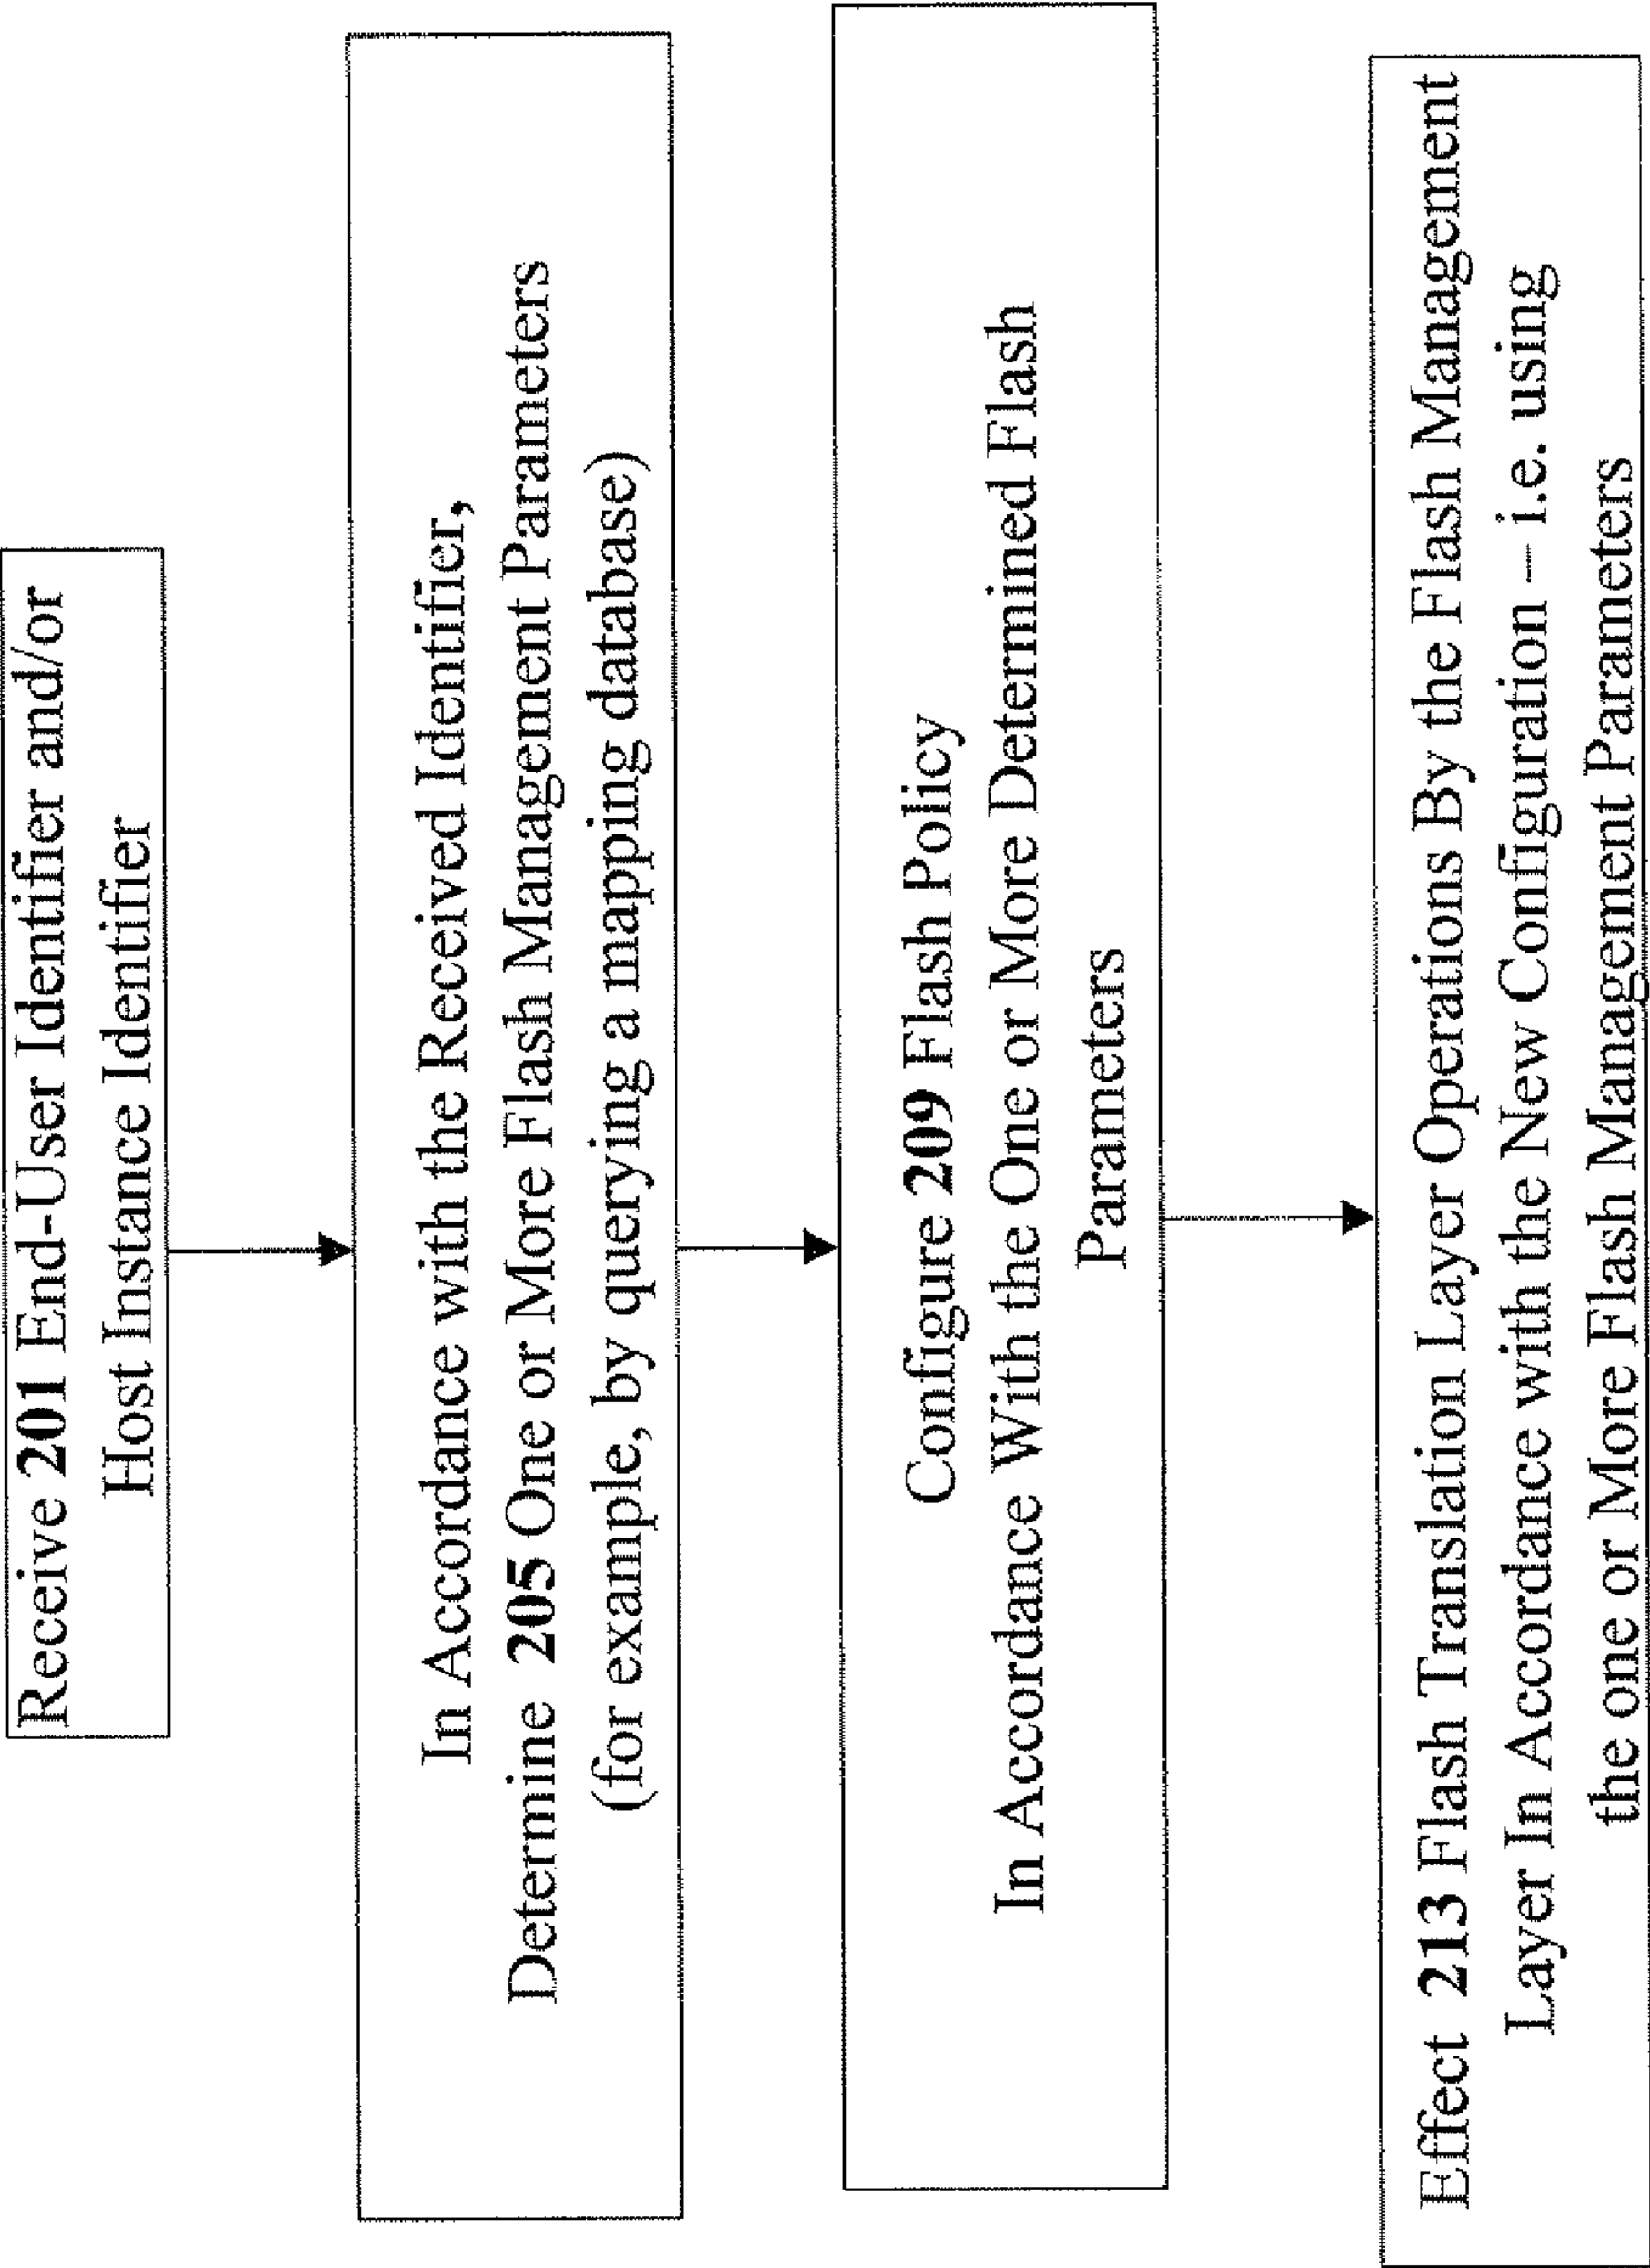 Receive 201 End-User Identifier and/or
Host Instance Identifier
In Accordance with the Received Identifier,
Determine 205 One or More Flash Management Parameters
(for example, by querying a mapping database)
Configure 209 Flash Policy
In Accordance With the One or More Determined Flash
Parameters
Effect 213 Flash Translation Layer Operations By the Flash Management
Layer In Accordance with the New Configuration – i.e. using
the one or More Flash Management Parameters